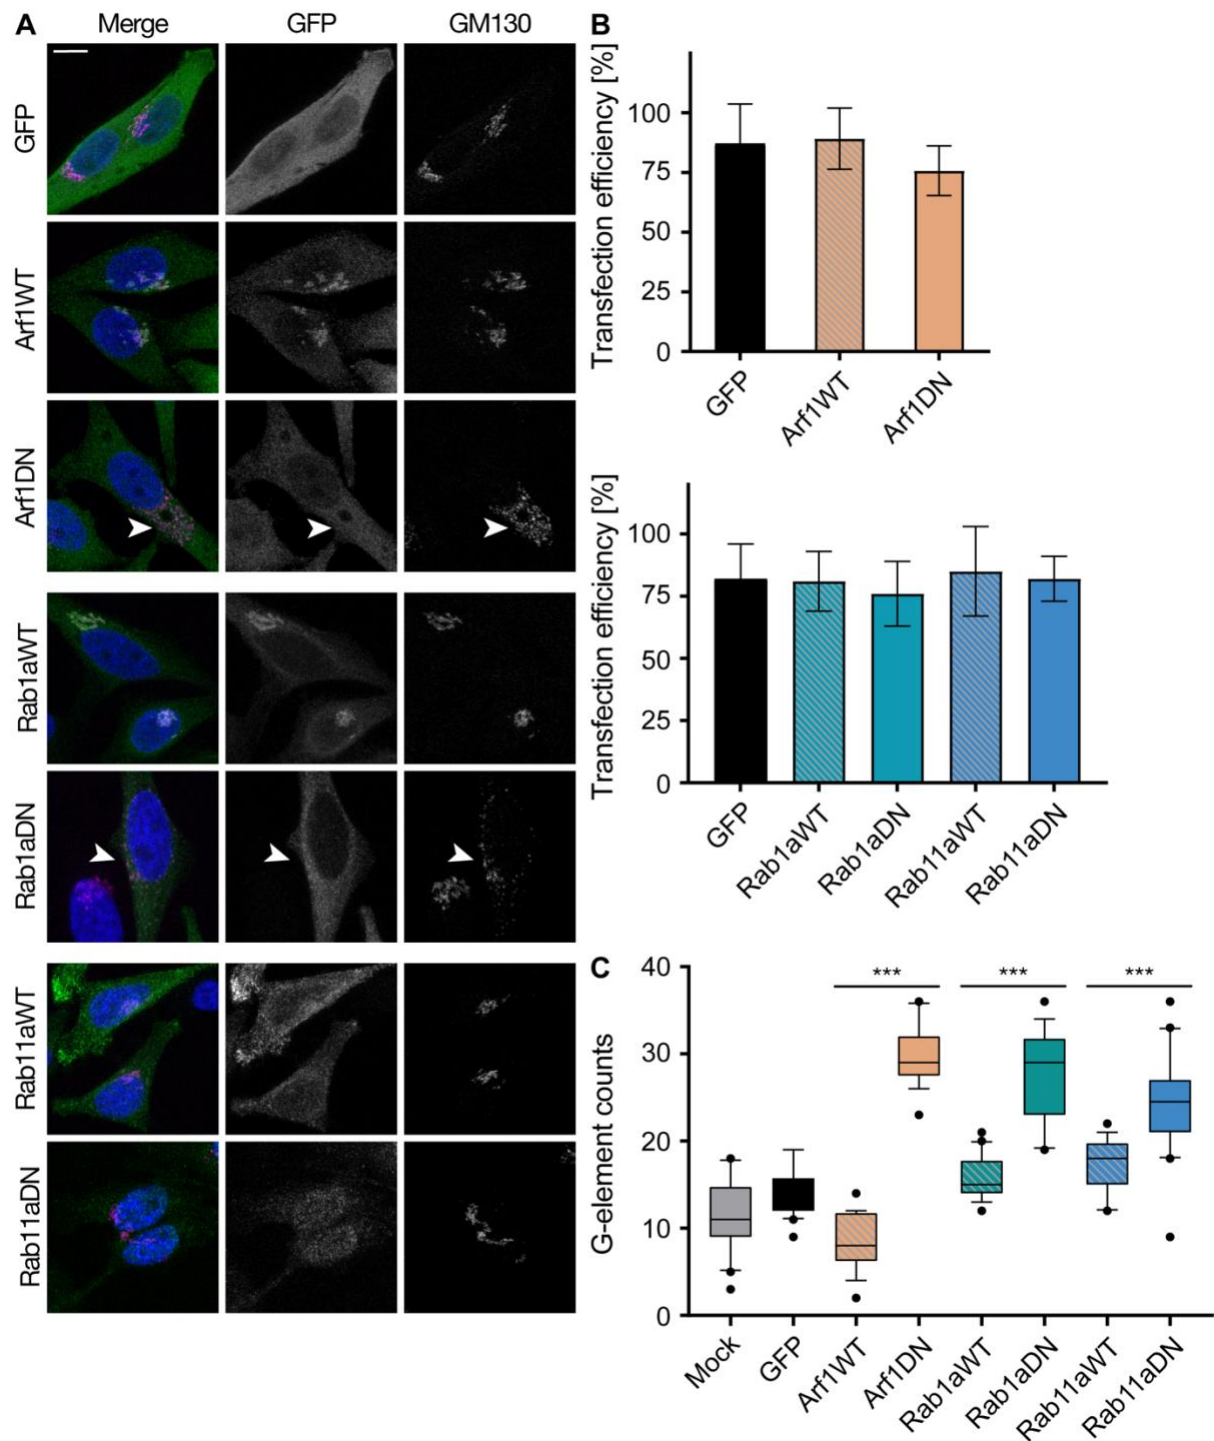 A
Merge
GFP
GM130
GFP
Arf1WT
Arf1DN
Rab1aWT
Rab1aDN
Rab11aWT
Rab11aDN
B
Transfection efficiency [%]
100
75
50
25
0
GFP
Arf1WT
Arf1DN
Transfection efficiency [%]
100
75
50
25
0
GFP
Rab1aWT
Rab1aDN
Rab11aWT
Rab11aDN
C
G-element counts
40
30
20
10
0
***
***
***
Mock
GFP
Arf1WT
Arf1DN
Rab1aWT
Rab1aDN
Rab11aWT
Rab11aDN